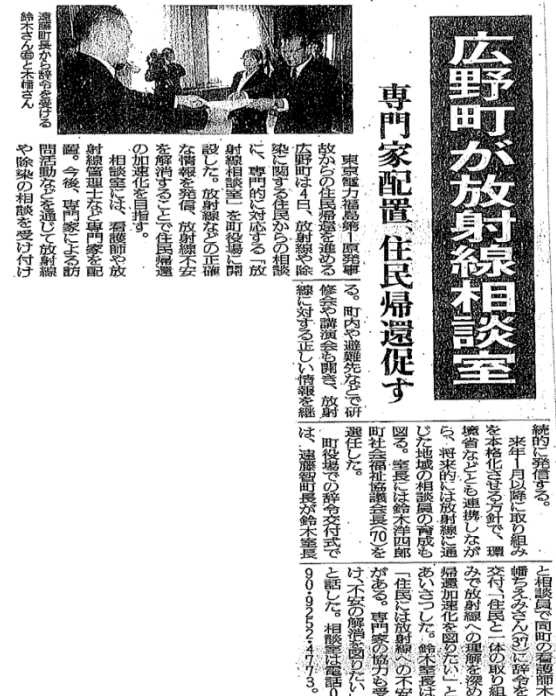 広野町が放射線相談室
専門家配置、住民帰還促す
遠藤町長から辞令を受ける
鈴木さん㊨と木幡さん
東京電力福島第1原発事
故からの住民帰還を進める
広野町は4日、放射線や除
染に関する住民からの相談
に、専門的に対応する「放
射線相談室」を町役場に開
設した。放射線などの正確
な情報を発信、放射線不安
を解消することで住民帰還
の加速化を目指す。
相談室には、看護師や放
射線管理士など専門家を配
置。今後、専門家による訪
問活動などを通じて放射線
や除染の相談を受け付け
る。町内や避難先などで研
修会や講演会も開き、放射
線に対する正しい情報を継
続的に発信する。
来年1月以降に取り組み
を本格化させる方針で、環
境省などとも連携しなが
ら、将来的には放射線に通
じた地域の相談員の育成も
図る。室長には鈴木洋四郎
町社会福祉協議会長(70)を
選任した。
町役場での辞令交付式で
は、遠藤智町長が鈴木室長
と相談員で同町の看護師木
幡ちえみさん(37)に辞令を
交付、「住民と一体の取り組
みで放射線への理解を深め
帰還加速化を図りたい」と
あいさつした。鈴木室長は
「住民には放射線への不安
がある。専門家の協力も受
け、不安の解消を図りたい」
と話した。相談室は電話0
90・9252・1773。